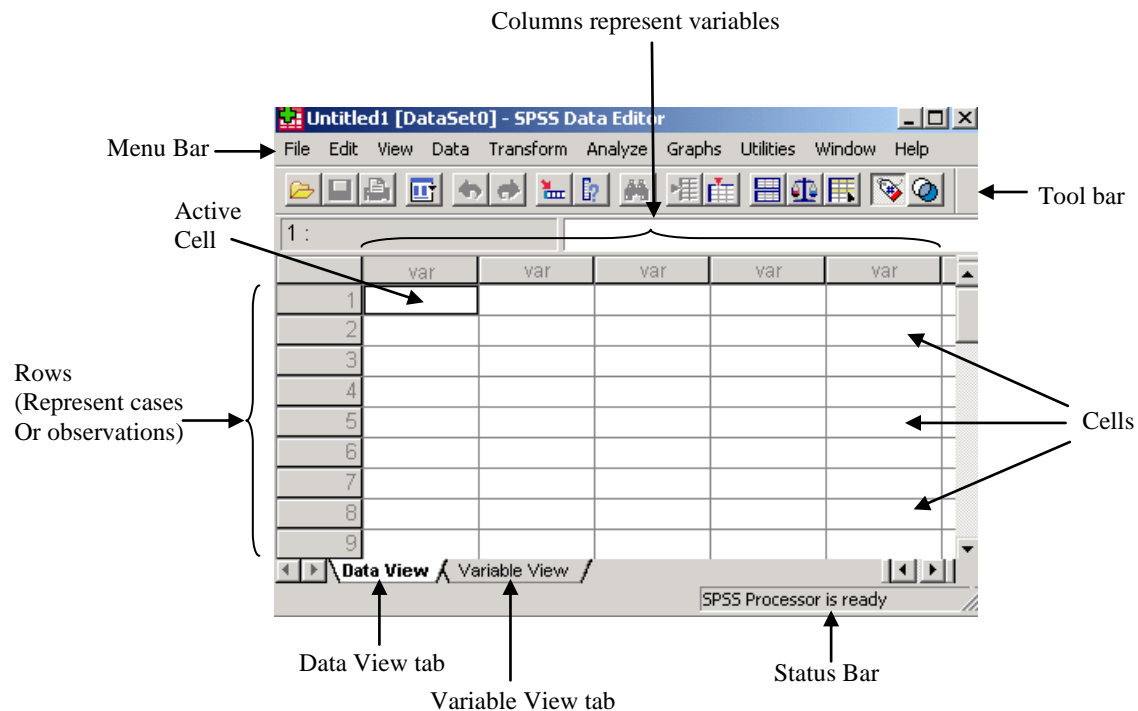 Columns represent variables
Untitled1 [DataSet0] - SPSS Data Editor
Menu Bar
File Edit View Data Transform Analyze Graphs Utilities Window Help
Tool bar
Active
Cell
1 :
var var var var var
1
2
3
4
5
6
7
8
9
Rows
(Represent cases
Or observations)
Cells
Data View Variable View
SPSS Processor is ready
Data View tab
Status Bar
Variable View tab